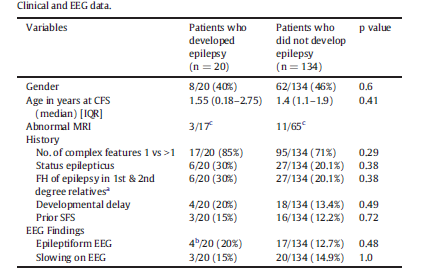 Clinical and EEG data.
Variables Patients who developed epilepsy (n = 20) Patients who did not develop epilepsy (n = 134) p value
Gender 8/20 (40%) 62/134 (46%) 0.6
Age in years at CFS (median) [IQR] 1.55 (0.18–2.75) 1.4 (1.1–1.9) 0.41
Abnormal MRI 3/17c 11/65c
History
No. of complex features 1 vs >1 17/20 (85%) 95/134 (71%) 0.29
Status epilepticus 6/20 (30%) 27/134 (20.1%) 0.38
FH of epilepsy in 1st & 2nd degree relativesa 6/20 (30%) 27/134 (20.1%) 0.38
Developmental delay 4/20 (20%) 18/134 (13.4%) 0.49
Prior SFS 3/20 (15%) 16/134 (12.2%) 0.72
EEG Findings
Epileptiform EEG 4b/20 (20%) 17/134 (12.7%) 0.48
Slowing on EEG 3/20 (15%) 20/134 (14.9%) 1.0